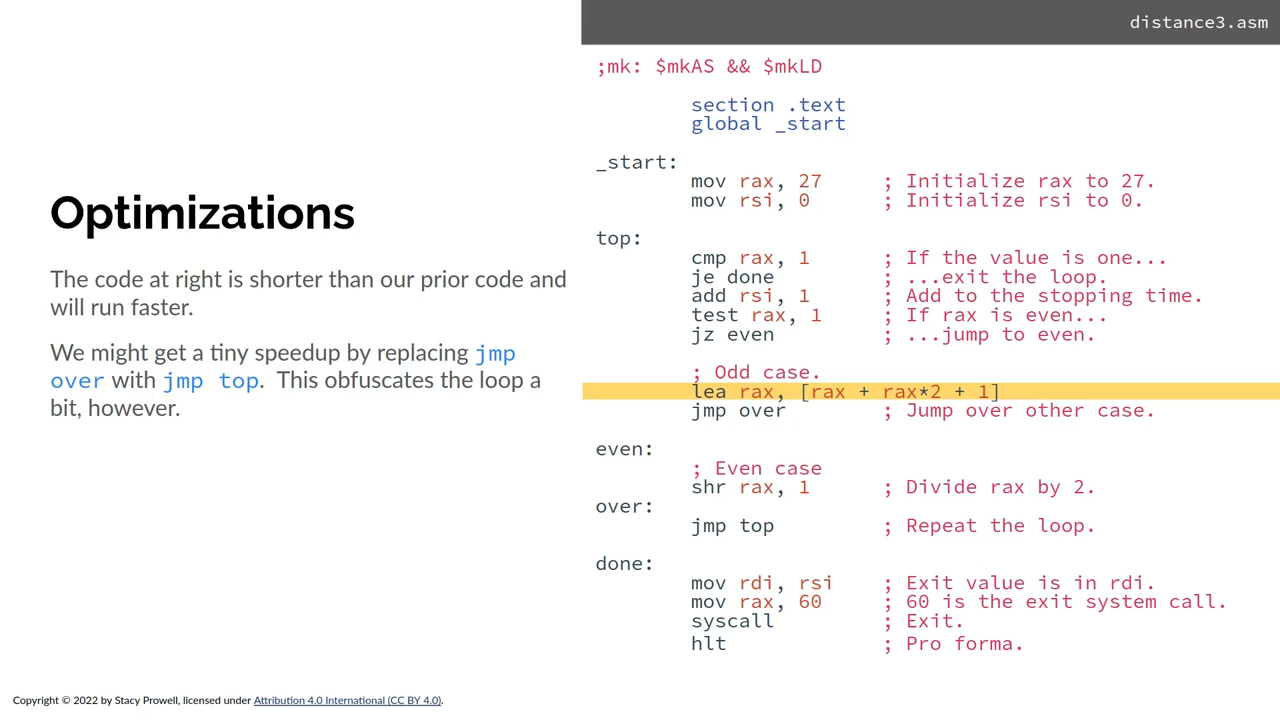 distance3.asm
Optimizations
The code at right is shorter than our prior code and
will run faster.
We might get a tiny speedup by replacing jmp
over with jmp top. This obfuscates the loop a
bit, however.
;mk: $mkAS && $mkLD
section .text
global _start
_start:
mov rax, 27 ; Initialize rax to 27.
mov rsi, 0 ; Initialize rsi to 0.
top:
cmp rax, 1 ; If the value is one...
je done ; ...exit the loop.
add rsi, 1 ; Add to the stopping time.
test rax, 1 ; If rax is even...
jz even ; ...jump to even.
; Odd case.
lea rax, [rax + rax*2 + 1]
jmp over ; Jump over other case.
even:
; Even case
shr rax, 1 ; Divide rax by 2.
over:
jmp top ; Repeat the loop.
done:
mov rdi, rsi ; Exit value is in rdi.
mov rax, 60 ; 60 is the exit system call.
syscall ; Exit.
hlt ; Pro forma.
Copyright © 2022 by Stacy Prowell, licensed under Attribution 4.0 International (CC BY 4.0).